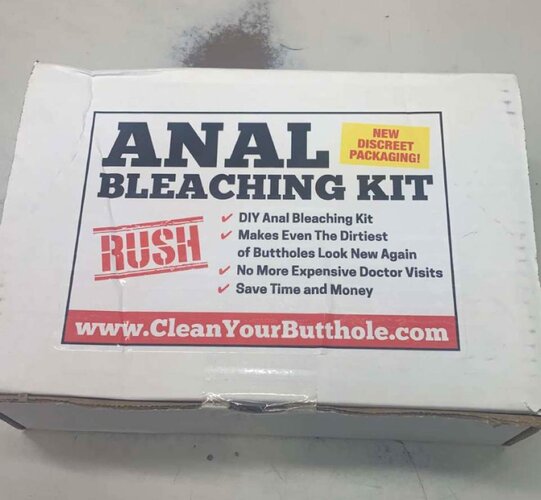 ANAL
BLEACHING KIT
NEW
DISCREET
PACKAGING!
RUSH
✓ DIY Anal Bleaching Kit
✓ Makes Even The Dirtiest
of Buttholes Look New Again
✓ No More Expensive Doctor Visits
✓ Save Time and Money
www.CleanYourButthole.com